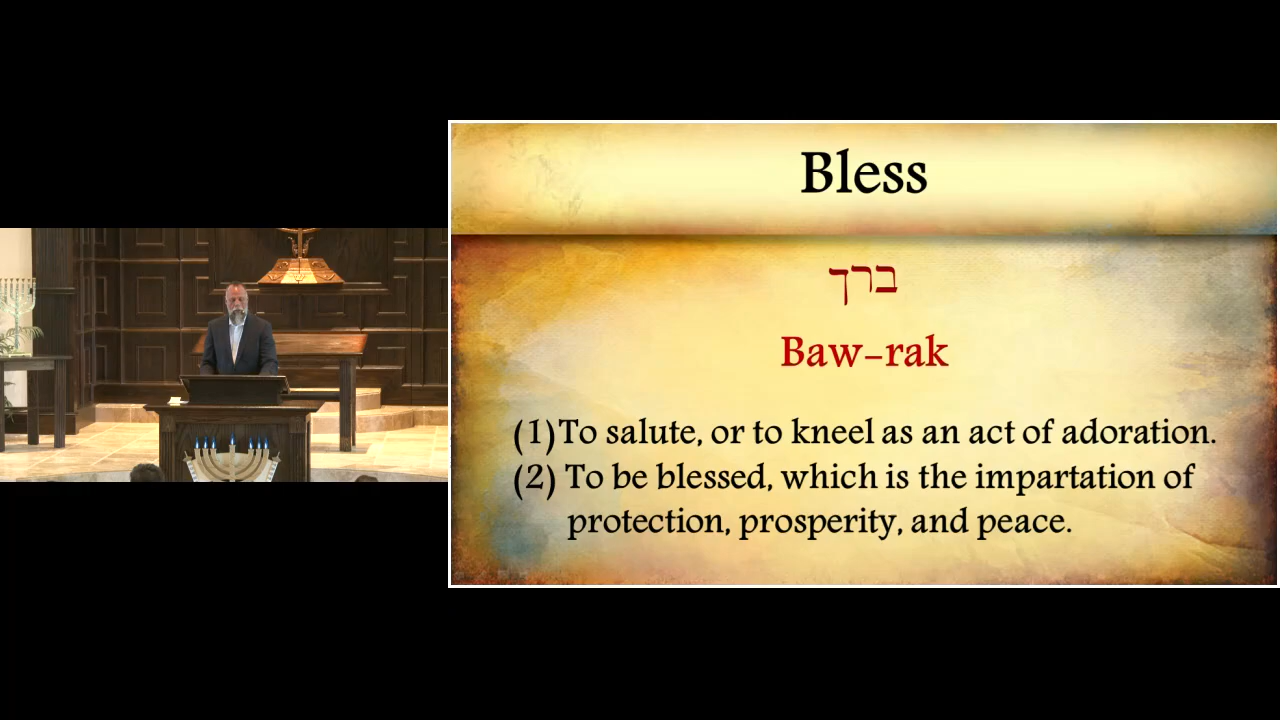 Bless
ברך
Baw-rak
(1)To salute, or to kneel as an act of adoration.
(2) To be blessed, which is the impartation of
protection, prosperity, and peace.